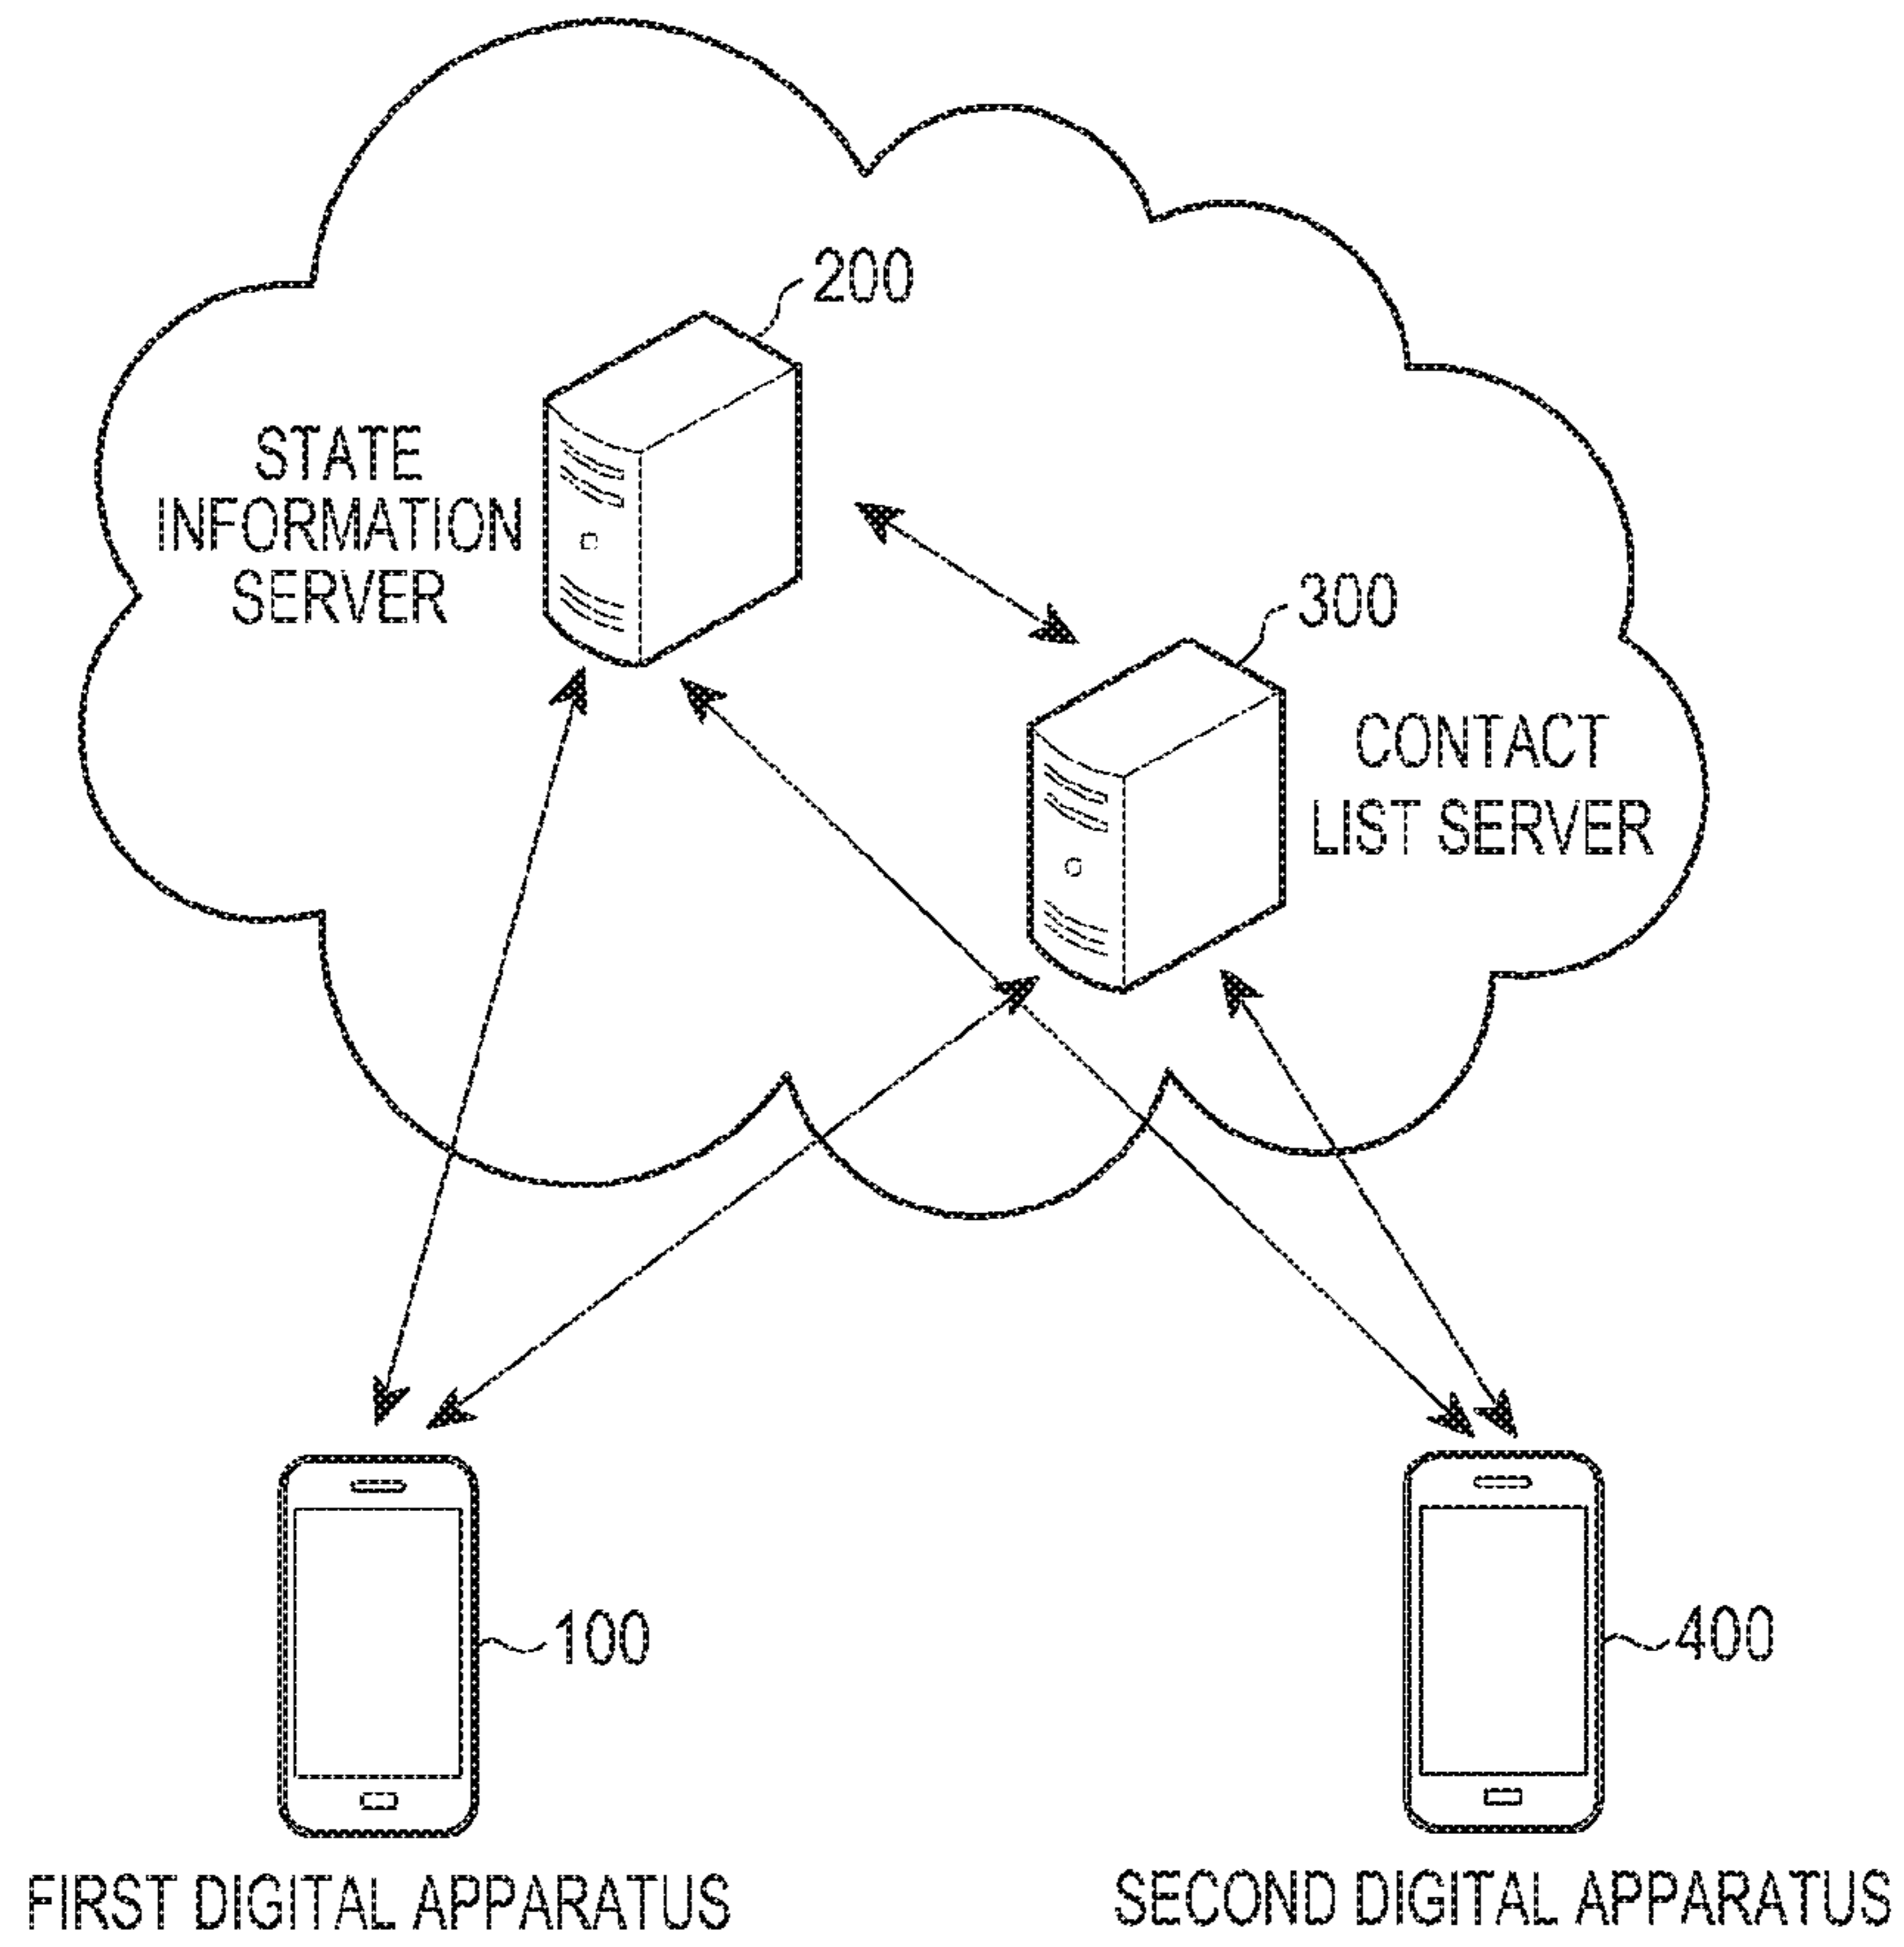 200
STATE
INFORMATION
SERVER
300
CONTACT
LIST SERVER
100
400
FIRST DIGITAL APPARATUS
SECOND DIGITAL APPARATUS